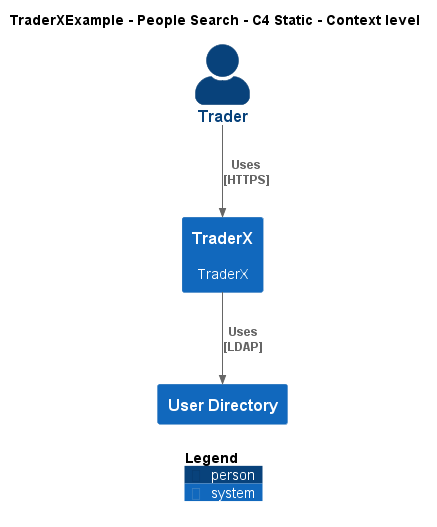 TraderXExample - People Search - C4 Static - Context level
Trader
Uses
[HTTPS]
TraderX
TraderX
Uses
[LDAP]
User Directory
Legend
person
system